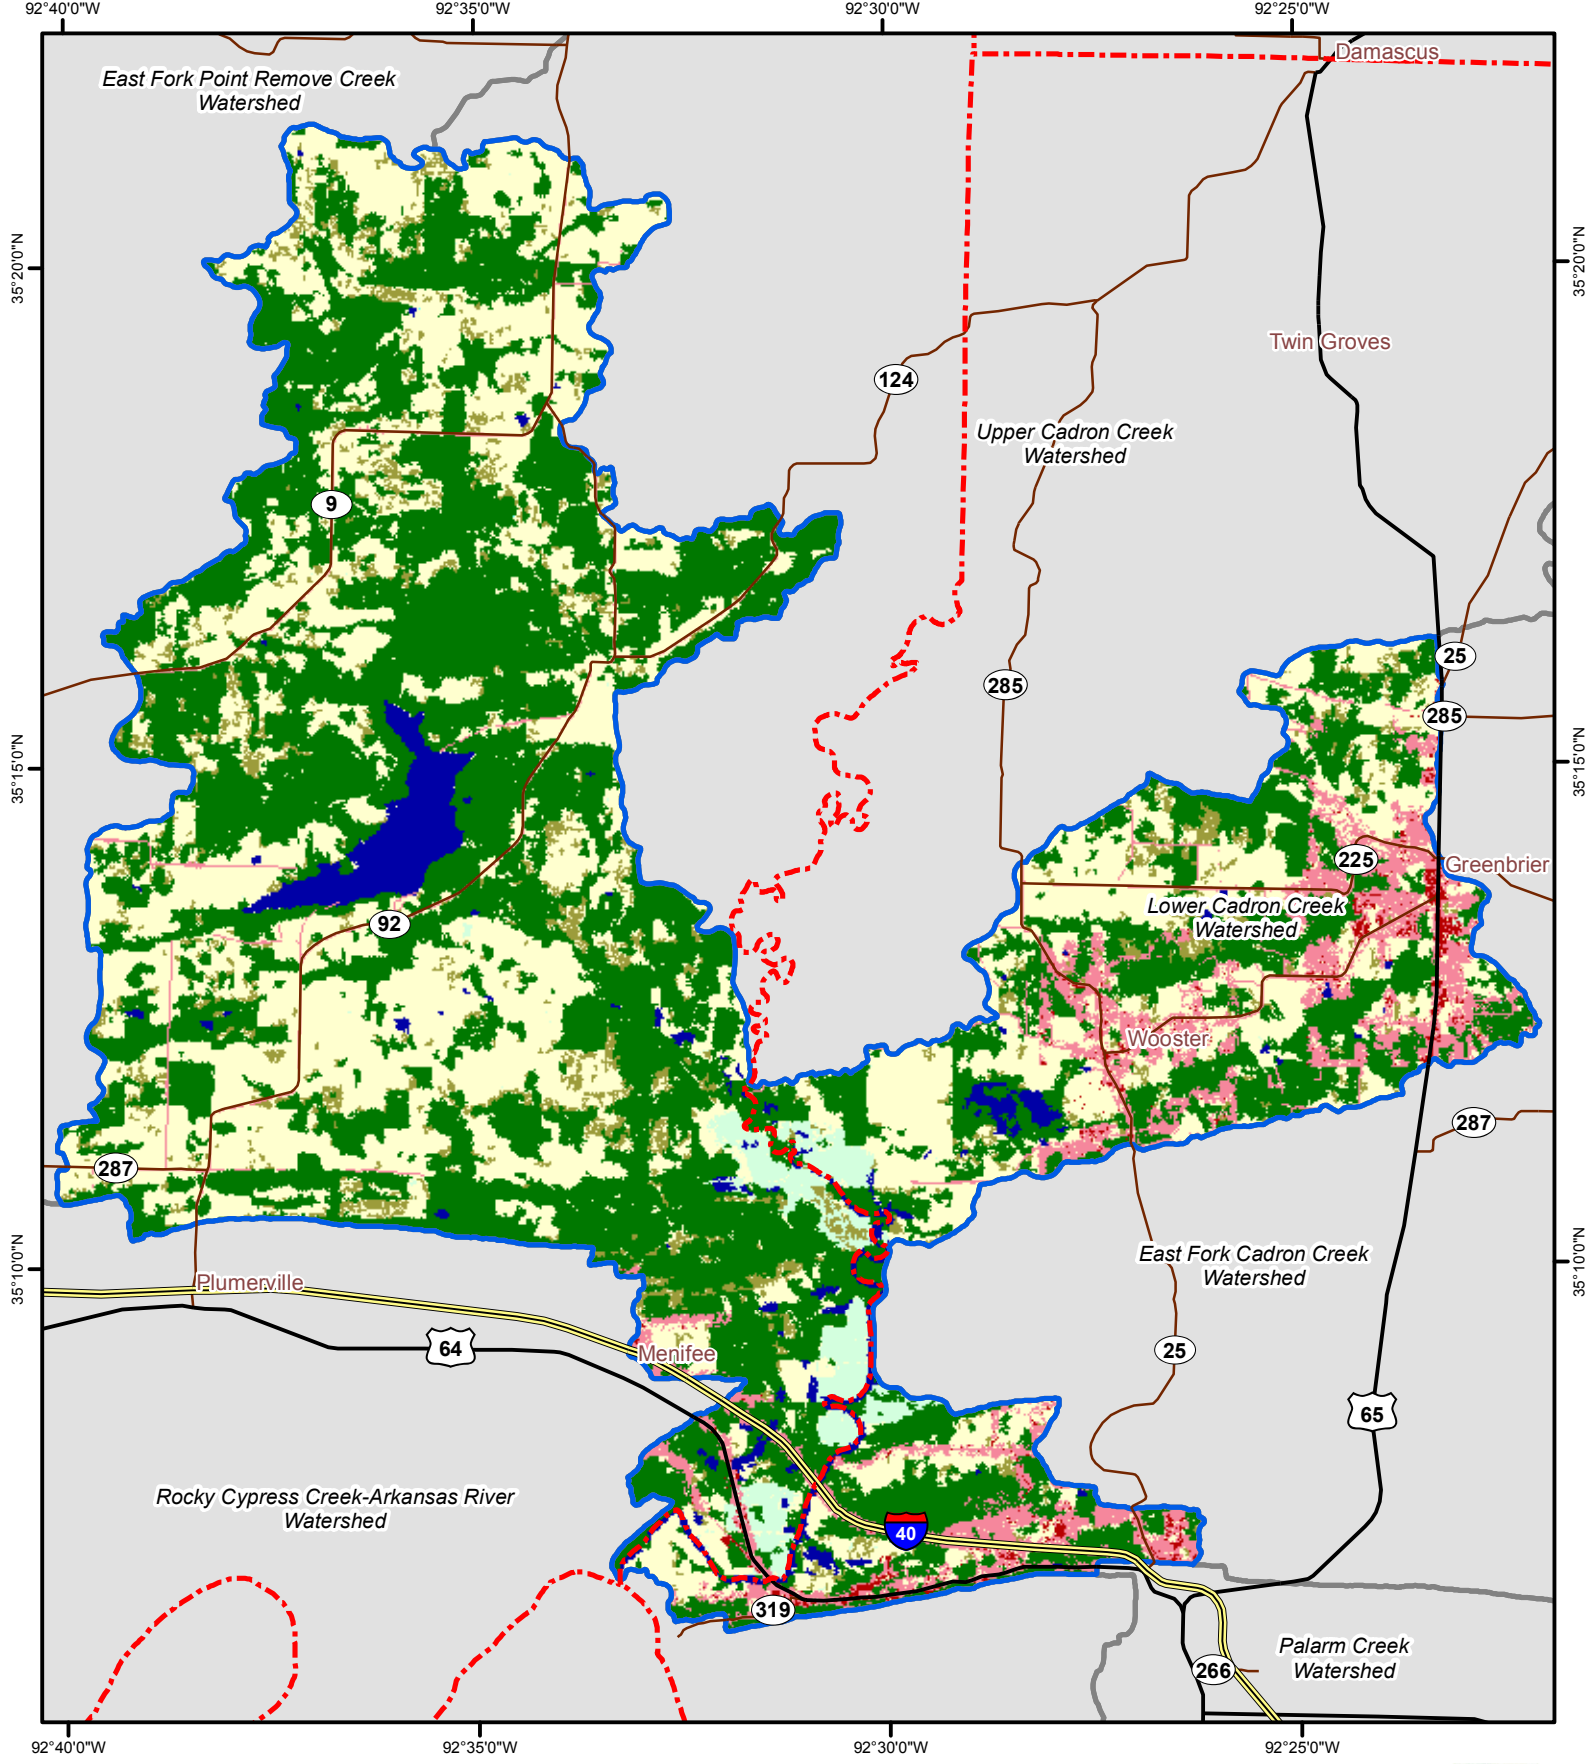 92°40'0"W
92°35'0"W
92°30'0"W
92°25'0"W
Damascus
East Fork Point Remove Creek
Watershed
35°20'0"N
35°20'0"N
Twin Groves
124
Upper Cadron Creek
Watershed
9
25
285
285
35°15'0"N
35°15'0"N
225
Greenbrier
Lower Cadron Creek
Watershed
92
Wooster
287
287
East Fork Cadron Creek
Watershed
35°10'0"N
35°10'0"N
Plumerville
64
Menifee
25
65
Rocky Cypress Creek-Arkansas River
Watershed
40
319
Palarm Creek
Watershed
266
92°40'0"W
92°35'0"W
92°30'0"W
92°25'0"W